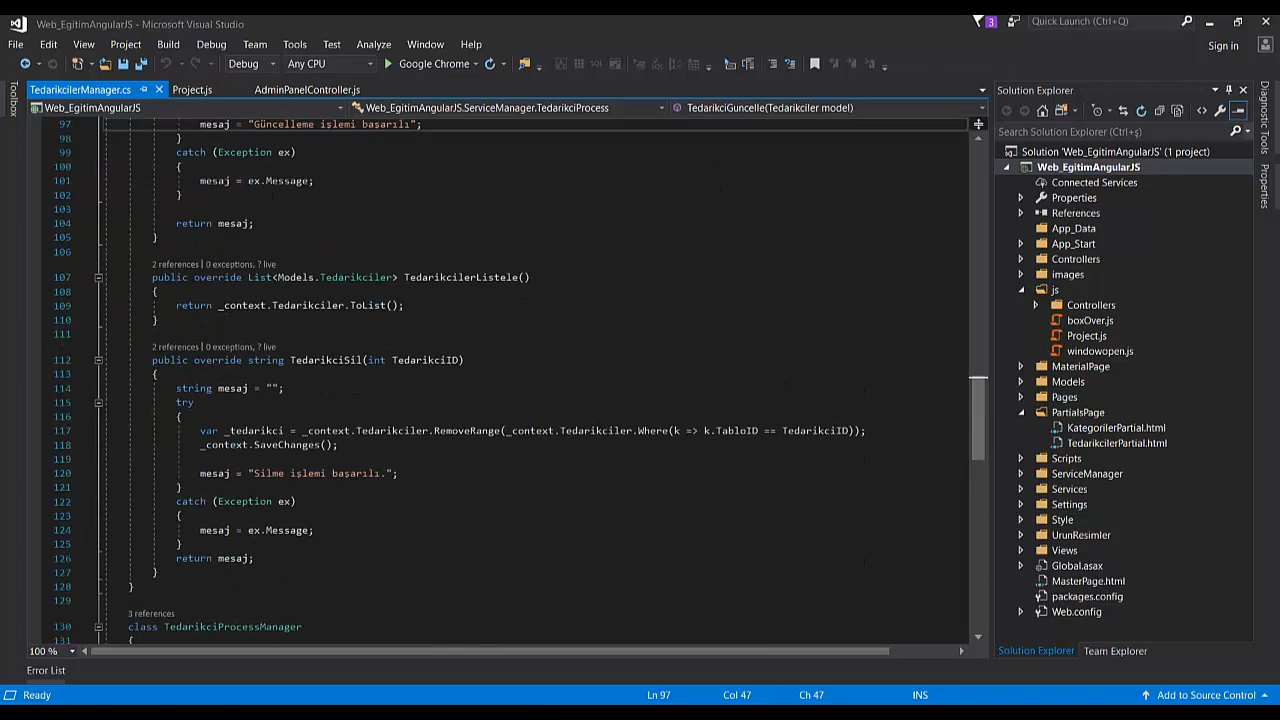 Web_EgitimAngularJS - Microsoft Visual Studio
3
Quick Launch (Ctrl+Q)
File Edit View Project Build Debug Team Tools Test Analyze Window Help
Sign in
Debug Any CPU Google Chrome
Toolbox
TedarikcilerManager.cs Project.js AdminPanelController.js
Web_EgitimAngularJS Web_EgitimAngularJS.ServiceManager.TedarikciProcess TedarikciGuncelle(Tedarikciler model)
97 mesaj = "Güncelleme işlemi başarılı";
98 }
99 catch (Exception ex)
100 {
101 mesaj = ex.Message;
102 }
103
104 return mesaj;
105 }
106
2 references | 0 exceptions, ? live
107 public override List<Models.Tedarikciler> TedarikcilerListele()
108 {
109 return _context.Tedarikciler.ToList();
110 }
111
2 references | 0 exceptions, ? live
112 public override string TedarikciSil(int TedarikciID)
113 {
114 string mesaj = "";
115 try
116 {
117 var _tedarikci = _context.Tedarikciler.RemoveRange(_context.Tedarikciler.Where(k => k.TabloID == TedarikciID));
118 _context.SaveChanges();
119
120 mesaj = "Silme işlemi başarılı.";
121 }
122 catch (Exception ex)
123 {
124 mesaj = ex.Message;
125 }
126 return mesaj;
127 }
128 }
129
3 references
130 class TedarikciProcessManager
131 {
100 %
Error List
Solution Explorer
Search Solution Explorer (Ctrl+ş)
Solution 'Web_EgitimAngularJS' (1 project)
Web_EgitimAngularJS
Connected Services
Properties
References
App_Data
App_Start
Controllers
images
js
Controllers
boxOver.js
Project.js
windowopen.js
MaterialPage
Models
Pages
PartialsPage
KategorilerPartial.html
TedarikcilerPartial.html
Scripts
ServiceManager
Services
Settings
Style
UrunResimler
Views
Global.asax
MasterPage.html
packages.config
Web.config
Solution Explorer Team Explorer
Diagnostic Tools
Properties
Ready Ln 97 Col 47 Ch 47 INS Add to Source Control